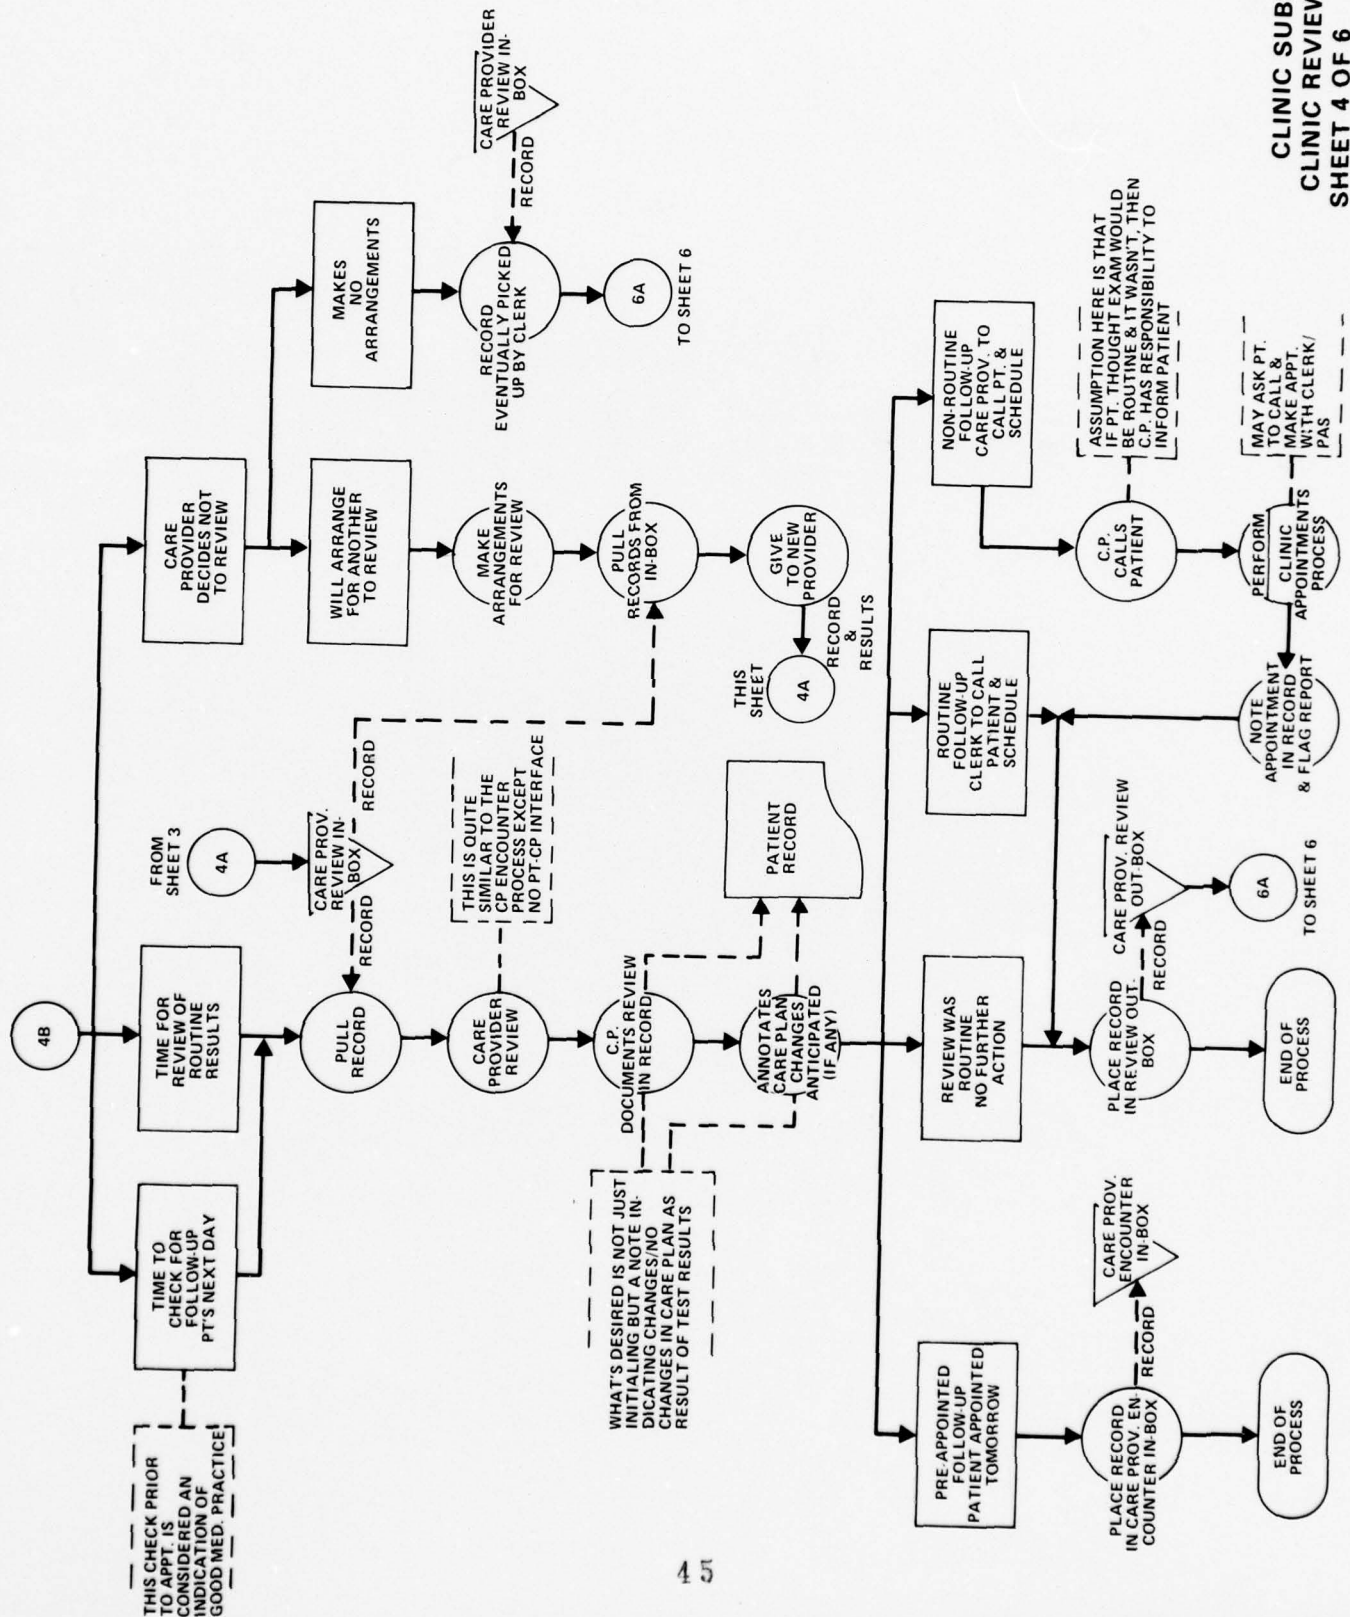 4B
THIS CHECK PRIOR
TO APPT. IS
CONSIDERED AN
INDICATION OF
GOOD MED. PRACTICE
TIME TO
CHECK FOR
FOLLOW-UP
PT'S NEXT DAY
TIME FOR
REVIEW OF
ROUTINE
RESULTS
FROM
SHEET 3
4A
CARE PROV.
REVIEW IN-
BOX
RECORD
RECORD
CARE
PROVIDER
DECIDES NOT
TO REVIEW
WILL ARRANGE
FOR ANOTHER
TO REVIEW
MAKES
NO
ARRANGEMENTS
CARE PROVIDER
REVIEW IN-
BOX
RECORD
RECORD
EVENTUALLY PICKED
UP BY CLERK
6A
TO SHEET 6
MAKE
ARRANGEMENTS
FOR REVIEW
PULL
RECORDS FROM
IN-BOX
GIVE
TO NEW
PROVIDER
RECORD
&
RESULTS
THIS
SHEET
4A
PULL
RECORD
THIS IS QUITE
SIMILAR TO THE
CP ENCOUNTER
PROCESS EXCEPT
NO PT-CP INTERFACE
CARE
PROVIDER
REVIEW
C.P.
DOCUMENTS REVIEW
IN RECORD
WHAT'S DESIRED IS NOT JUST
INITIALING BUT A NOTE IN-
DICATING CHANGES/NO
CHANGES IN CARE PLAN AS
RESULT OF TEST RESULTS
PATIENT
RECORD
ANNOTATES
CARE PLAN
CHANGES
ANTICIPATED
(IF ANY)
PRE-APPOINTED
FOLLOW-UP
PATIENT APPOINTED
TOMORROW
REVIEW WAS
ROUTINE
NO FURTHER
ACTION
ROUTINE
FOLLOW-UP
CLERK TO CALL
PATIENT &
SCHEDULE
NON-ROUTINE
FOLLOW-UP
CARE PROV. TO
CALL PT. &
SCHEDULE
PLACE RECORD
IN CARE PROV. EN-
COUNTER IN-BOX
RECORD
CARE PROV.
ENCOUNTER
IN-BOX
END OF
PROCESS
PLACE RECORD
IN REVIEW OUT-
BOX
RECORD
CARE PROV. REVIEW
OUT-BOX
6A
TO SHEET 6
END OF
PROCESS
C.P.
CALLS
PATIENT
ASSUMPTION HERE IS THAT
IF PT. THOUGHT EXAM WOULD
BE ROUTINE & IT WASN'T, THEN
C.P. HAS RESPONSIBILITY TO
INFORM PATIENT
PERFORM
CLINIC
APPOINTMENTS
PROCESS
MAY ASK PT.
TO CALL &
MAKE APPT.
WITH CLERK/
PAS
NOTE
APPOINTMENT
IN RECORD
& FLAG REPORT
CLINIC SUB
CLINIC REVIEW
SHEET 4 OF 6
45